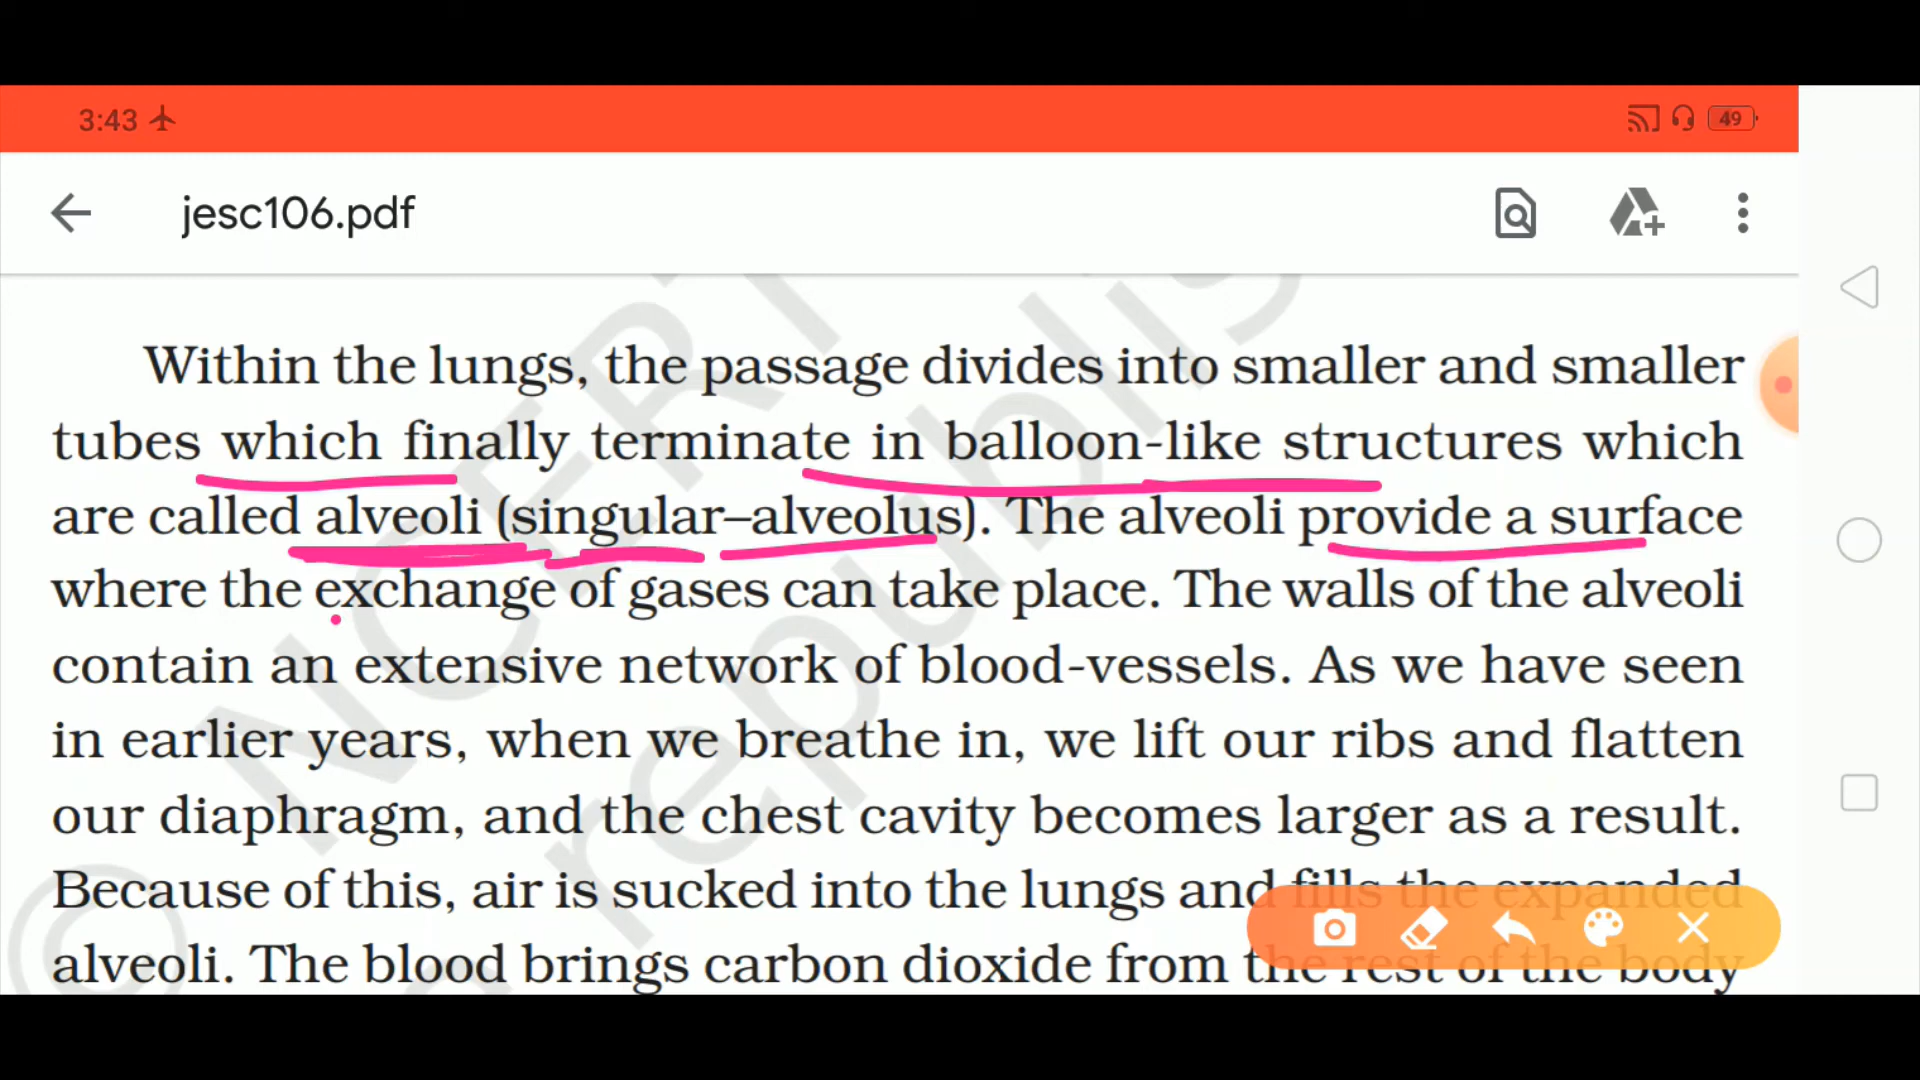 3:43
49
jesc106.pdf
Within the lungs, the passage divides into smaller and smaller
tubes which finally terminate in balloon-like structures which
are called alveoli (singular–alveolus). The alveoli provide a surface
where the exchange of gases can take place. The walls of the alveoli
contain an extensive network of blood-vessels. As we have seen
in earlier years, when we breathe in, we lift our ribs and flatten
our diaphragm, and the chest cavity becomes larger as a result.
Because of this, air is sucked into the lungs and fills the expanded
alveoli. The blood brings carbon dioxide from the rest of the body
© NCERT
republis